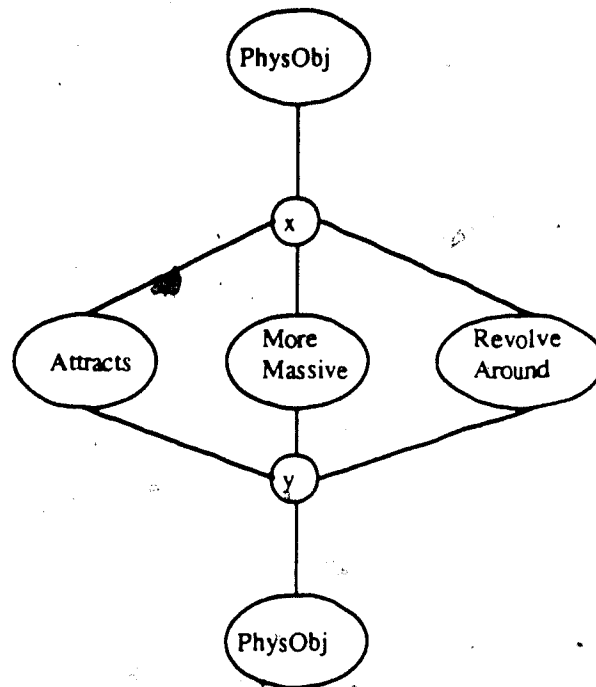 PhysObj
x
Attracts
More
Massive
Revolve
Around
y
PhysObj